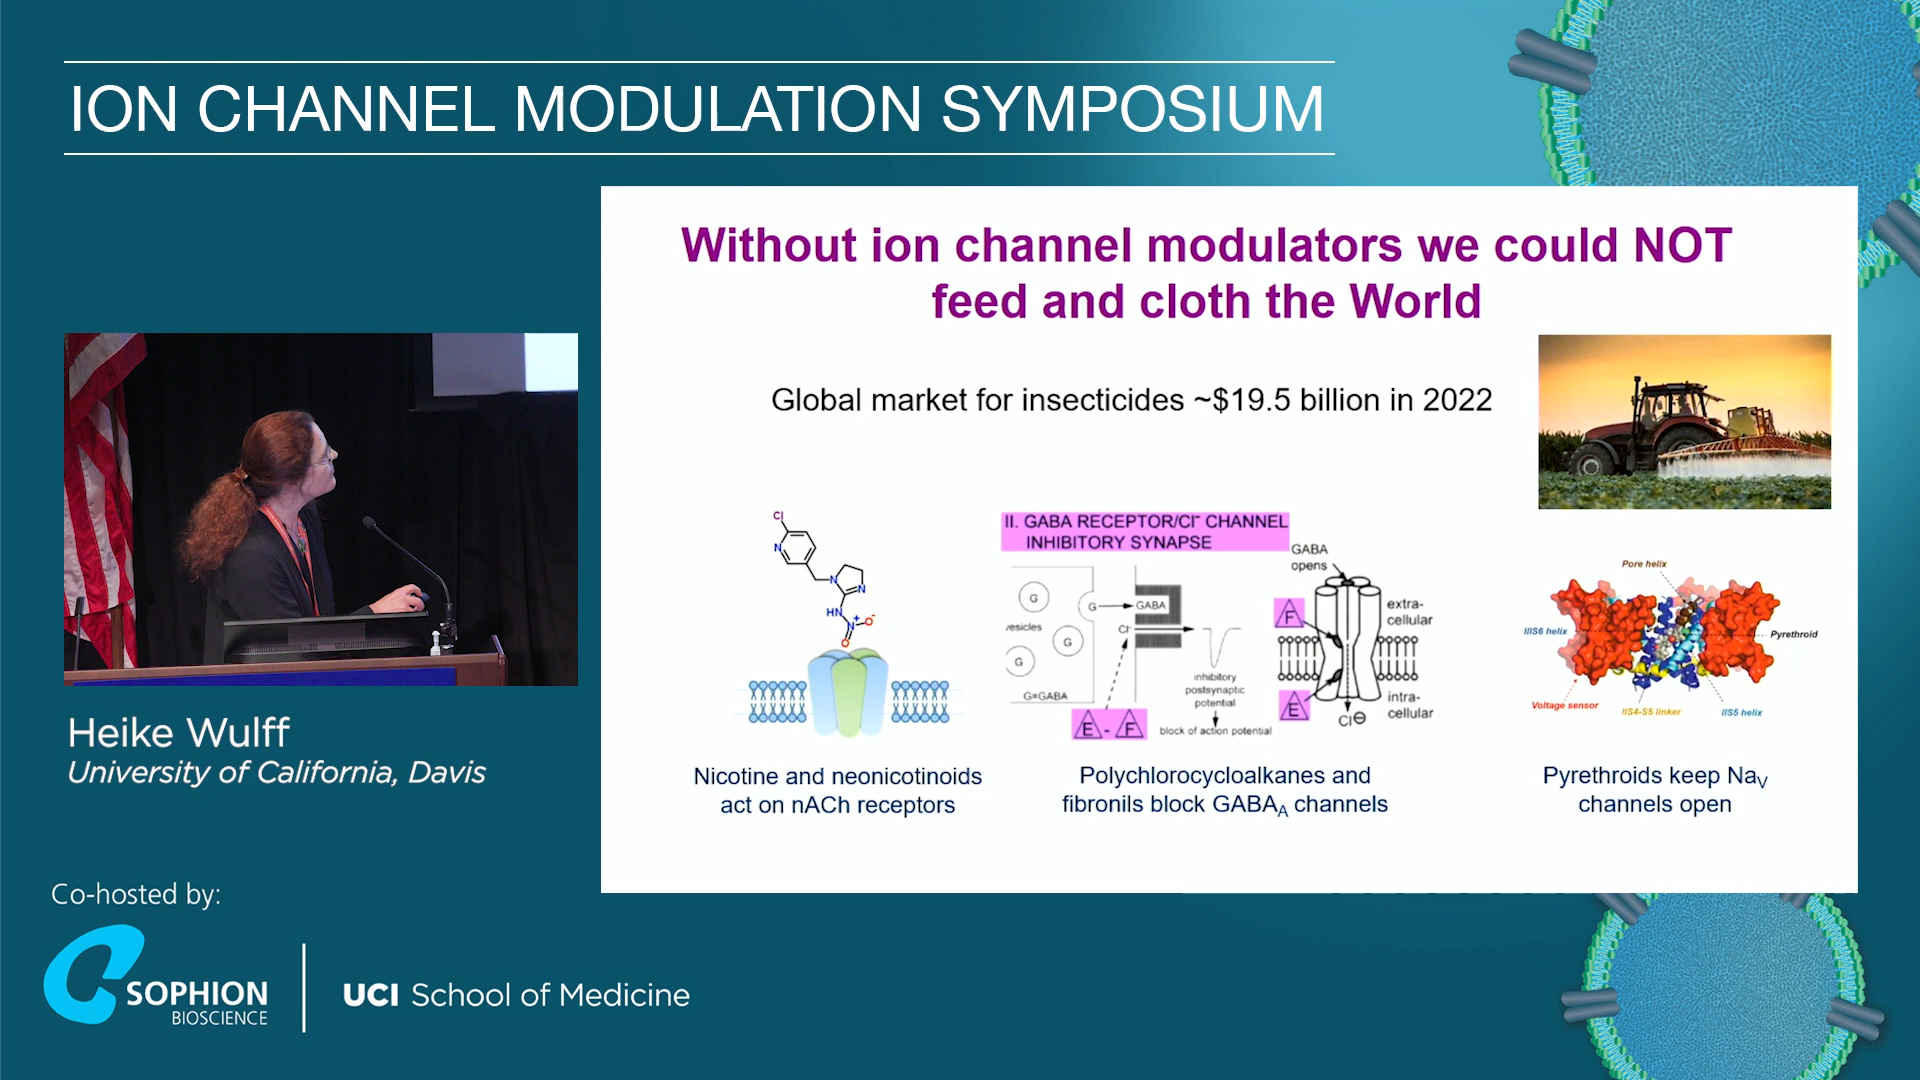 ION CHANNEL MODULATION SYMPOSIUM
Without ion channel modulators we could NOT
feed and cloth the World
Global market for insecticides ~$19.5 billion in 2022
Cl
N
N
N
HN
N+
O-
O
Nicotine and neonicotinoids
act on nACh receptors
II. GABA RECEPTOR/Cl- CHANNEL
INHIBITORY SYNAPSE
GABA
opens
G
G
GABA
F
extra-
cellular
vesicles
Cl-
G
G
inhibitory
postsynaptic
potential
G=GABA
E
intra-
cellular
Cl⊖
E - F
block of action potential
Polychlorocycloalkanes and
fibronils block GABAA channels
Pore helix
IIIS6 helix
Pyrethroid
Voltage sensor
IIS4-S5 linker
IIS5 helix
Pyrethroids keep NaV
channels open
Heike Wulff
University of California, Davis
Co-hosted by:
SOPHION
BIOSCIENCE
UCI School of Medicine